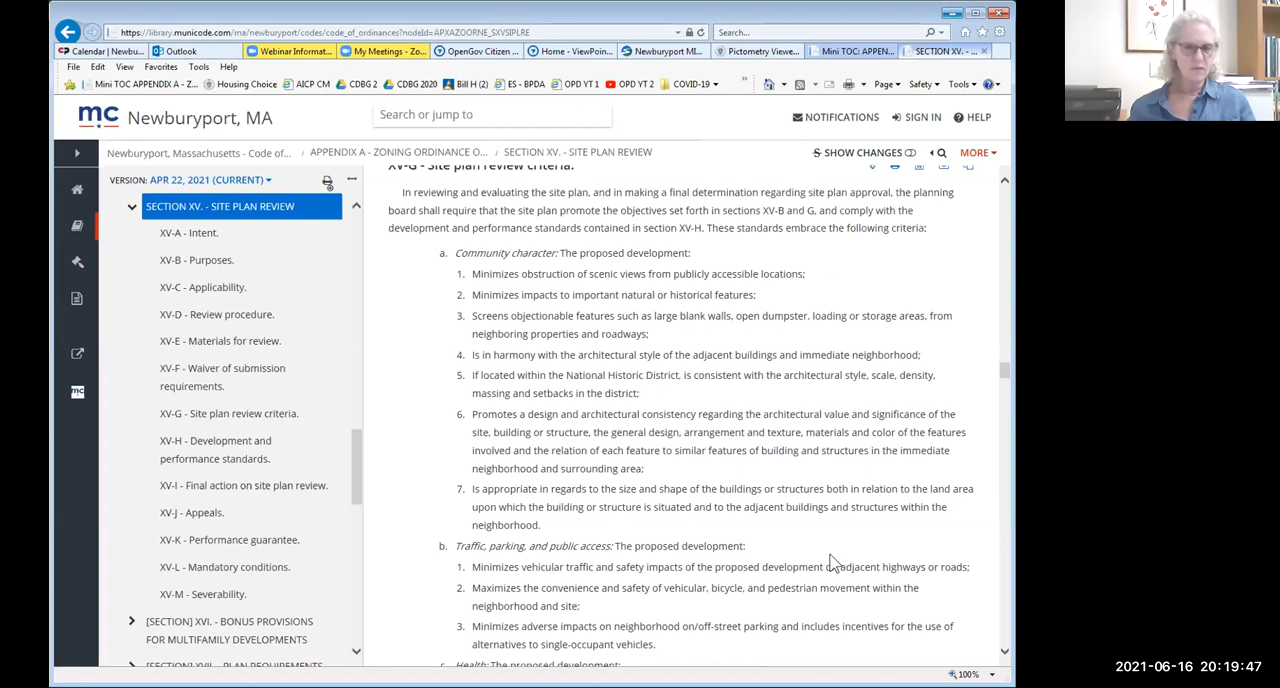 https://library.municode.com/ma/newburyport/codes/code_of_ordinances?nodeId=APXAZOORNE_SXVSIPLRE
Search...
Calendar | Newbu...
Outlook
Webinar Informat...
My Meetings - Zo...
OpenGov Citizen ...
Home - ViewPoin...
Newburyport MI...
Pictometry Viewe...
Mini TOC: APPEN...
SECTION XV. - ...
File Edit View Favorites Tools Help
Mini TOC APPENDIX A - Z...
Housing Choice
AICP CM
CDBG 2
CDBG 2020
Bill H (2)
ES - BPDA
OPD YT 1
OPD YT 2
COVID-19
Page
Safety
Tools
mc Newburyport, MA
Search or jump to
NOTIFICATIONS
SIGN IN
HELP
Newburyport, Massachusetts - Code of...
APPENDIX A - ZONING ORDINANCE O...
SECTION XV. - SITE PLAN REVIEW
SHOW CHANGES
MORE
VERSION: APR 22, 2021 (CURRENT)
SECTION XV. - SITE PLAN REVIEW
XV-A - Intent.
XV-B - Purposes.
XV-C - Applicability.
XV-D - Review procedure.
XV-E - Materials for review.
XV-F - Waiver of submission
requirements.
XV-G - Site plan review criteria.
XV-H - Development and
performance standards.
XV-I - Final action on site plan review.
XV-J - Appeals.
XV-K - Performance guarantee.
XV-L - Mandatory conditions.
XV-M - Severability.
[SECTION] XVI. - BONUS PROVISIONS
FOR MULTIFAMILY DEVELOPMENTS
[SECTION] XVII. - PLAN REQUIREMENTS
mc
XV-G - Site plan review criteria.
In reviewing and evaluating the site plan, and in making a final determination regarding site plan approval, the planning
board shall require that the site plan promote the objectives set forth in sections XV-B and G, and comply with the
development and performance standards contained in section XV-H. These standards embrace the following criteria:
a. Community character: The proposed development:
1. Minimizes obstruction of scenic views from publicly accessible locations;
2. Minimizes impacts to important natural or historical features;
3. Screens objectionable features such as large blank walls, open dumpster, loading or storage areas, from
neighboring properties and roadways;
4. Is in harmony with the architectural style of the adjacent buildings and immediate neighborhood;
5. If located within the National Historic District, is consistent with the architectural style, scale, density,
massing and setbacks in the district;
6. Promotes a design and architectural consistency regarding the architectural value and significance of the
site, building or structure, the general design, arrangement and texture, materials and color of the features
involved and the relation of each feature to similar features of building and structures in the immediate
neighborhood and surrounding area;
7. Is appropriate in regards to the size and shape of the buildings or structures both in relation to the land area
upon which the building or structure is situated and to the adjacent buildings and structures within the
neighborhood.
b. Traffic, parking, and public access: The proposed development:
1. Minimizes vehicular traffic and safety impacts of the proposed development adjacent highways or roads;
2. Maximizes the convenience and safety of vehicular, bicycle, and pedestrian movement within the
neighborhood and site;
3. Minimizes adverse impacts on neighborhood on/off-street parking and includes incentives for the use of
alternatives to single-occupant vehicles.
c. Health: The proposed development:
100%
2021-06-16 20:19:47